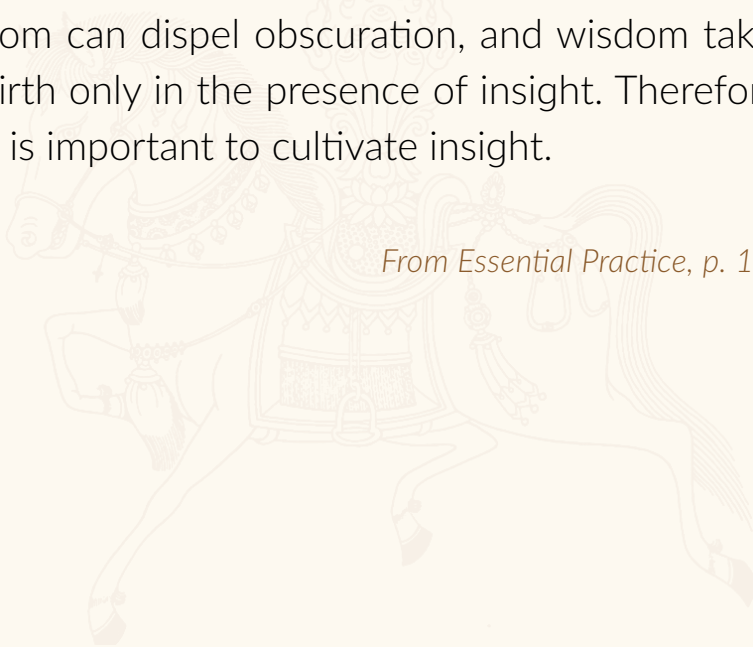 om can dispel obscuration, and wisdom tak
irth only in the presence of insight. Therefor
is important to cultivate insight.
From Essential Practice, p. 1